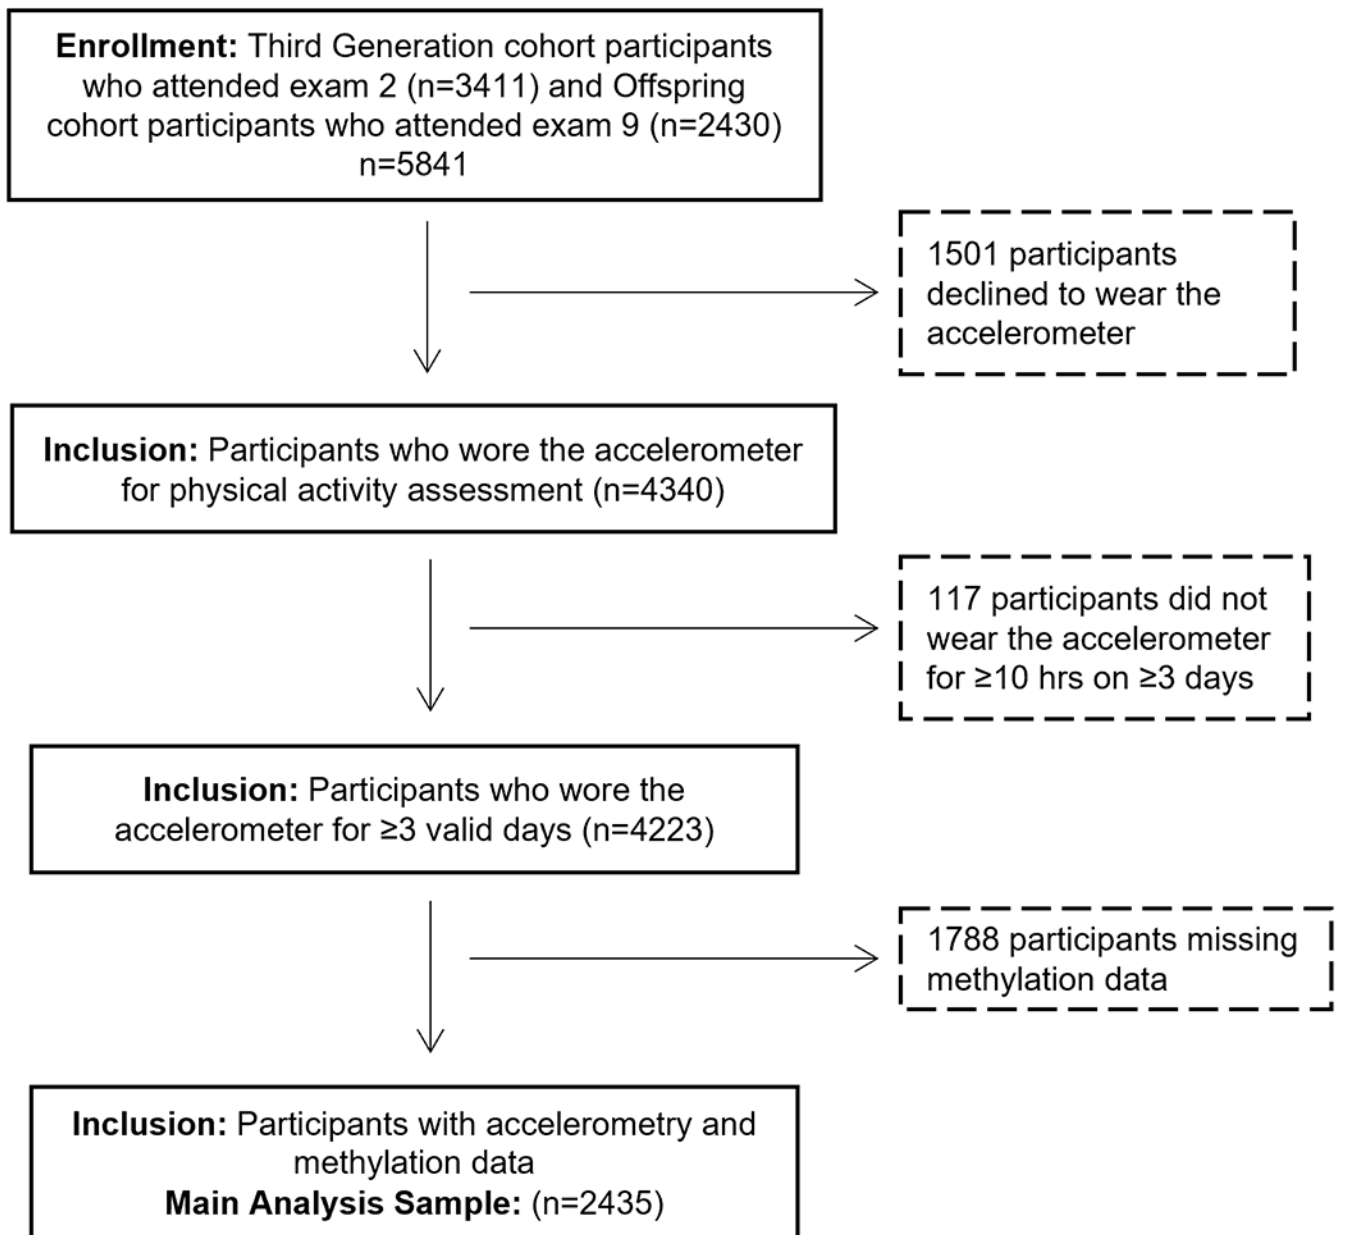 Enrollment: Third Generation cohort participants
who attended exam 2 (n=3411) and Offspring
cohort participants who attended exam 9 (n=2430)
n=5841
1501 participants
declined to wear the
accelerometer
Inclusion: Participants who wore the accelerometer
for physical activity assessment (n=4340)
117 participants did not
wear the accelerometer
for ≥10 hrs on ≥3 days
Inclusion: Participants who wore the
accelerometer for ≥3 valid days (n=4223)
1788 participants missing
methylation data
Inclusion: Participants with accelerometry and
methylation data
Main Analysis Sample: (n=2435)